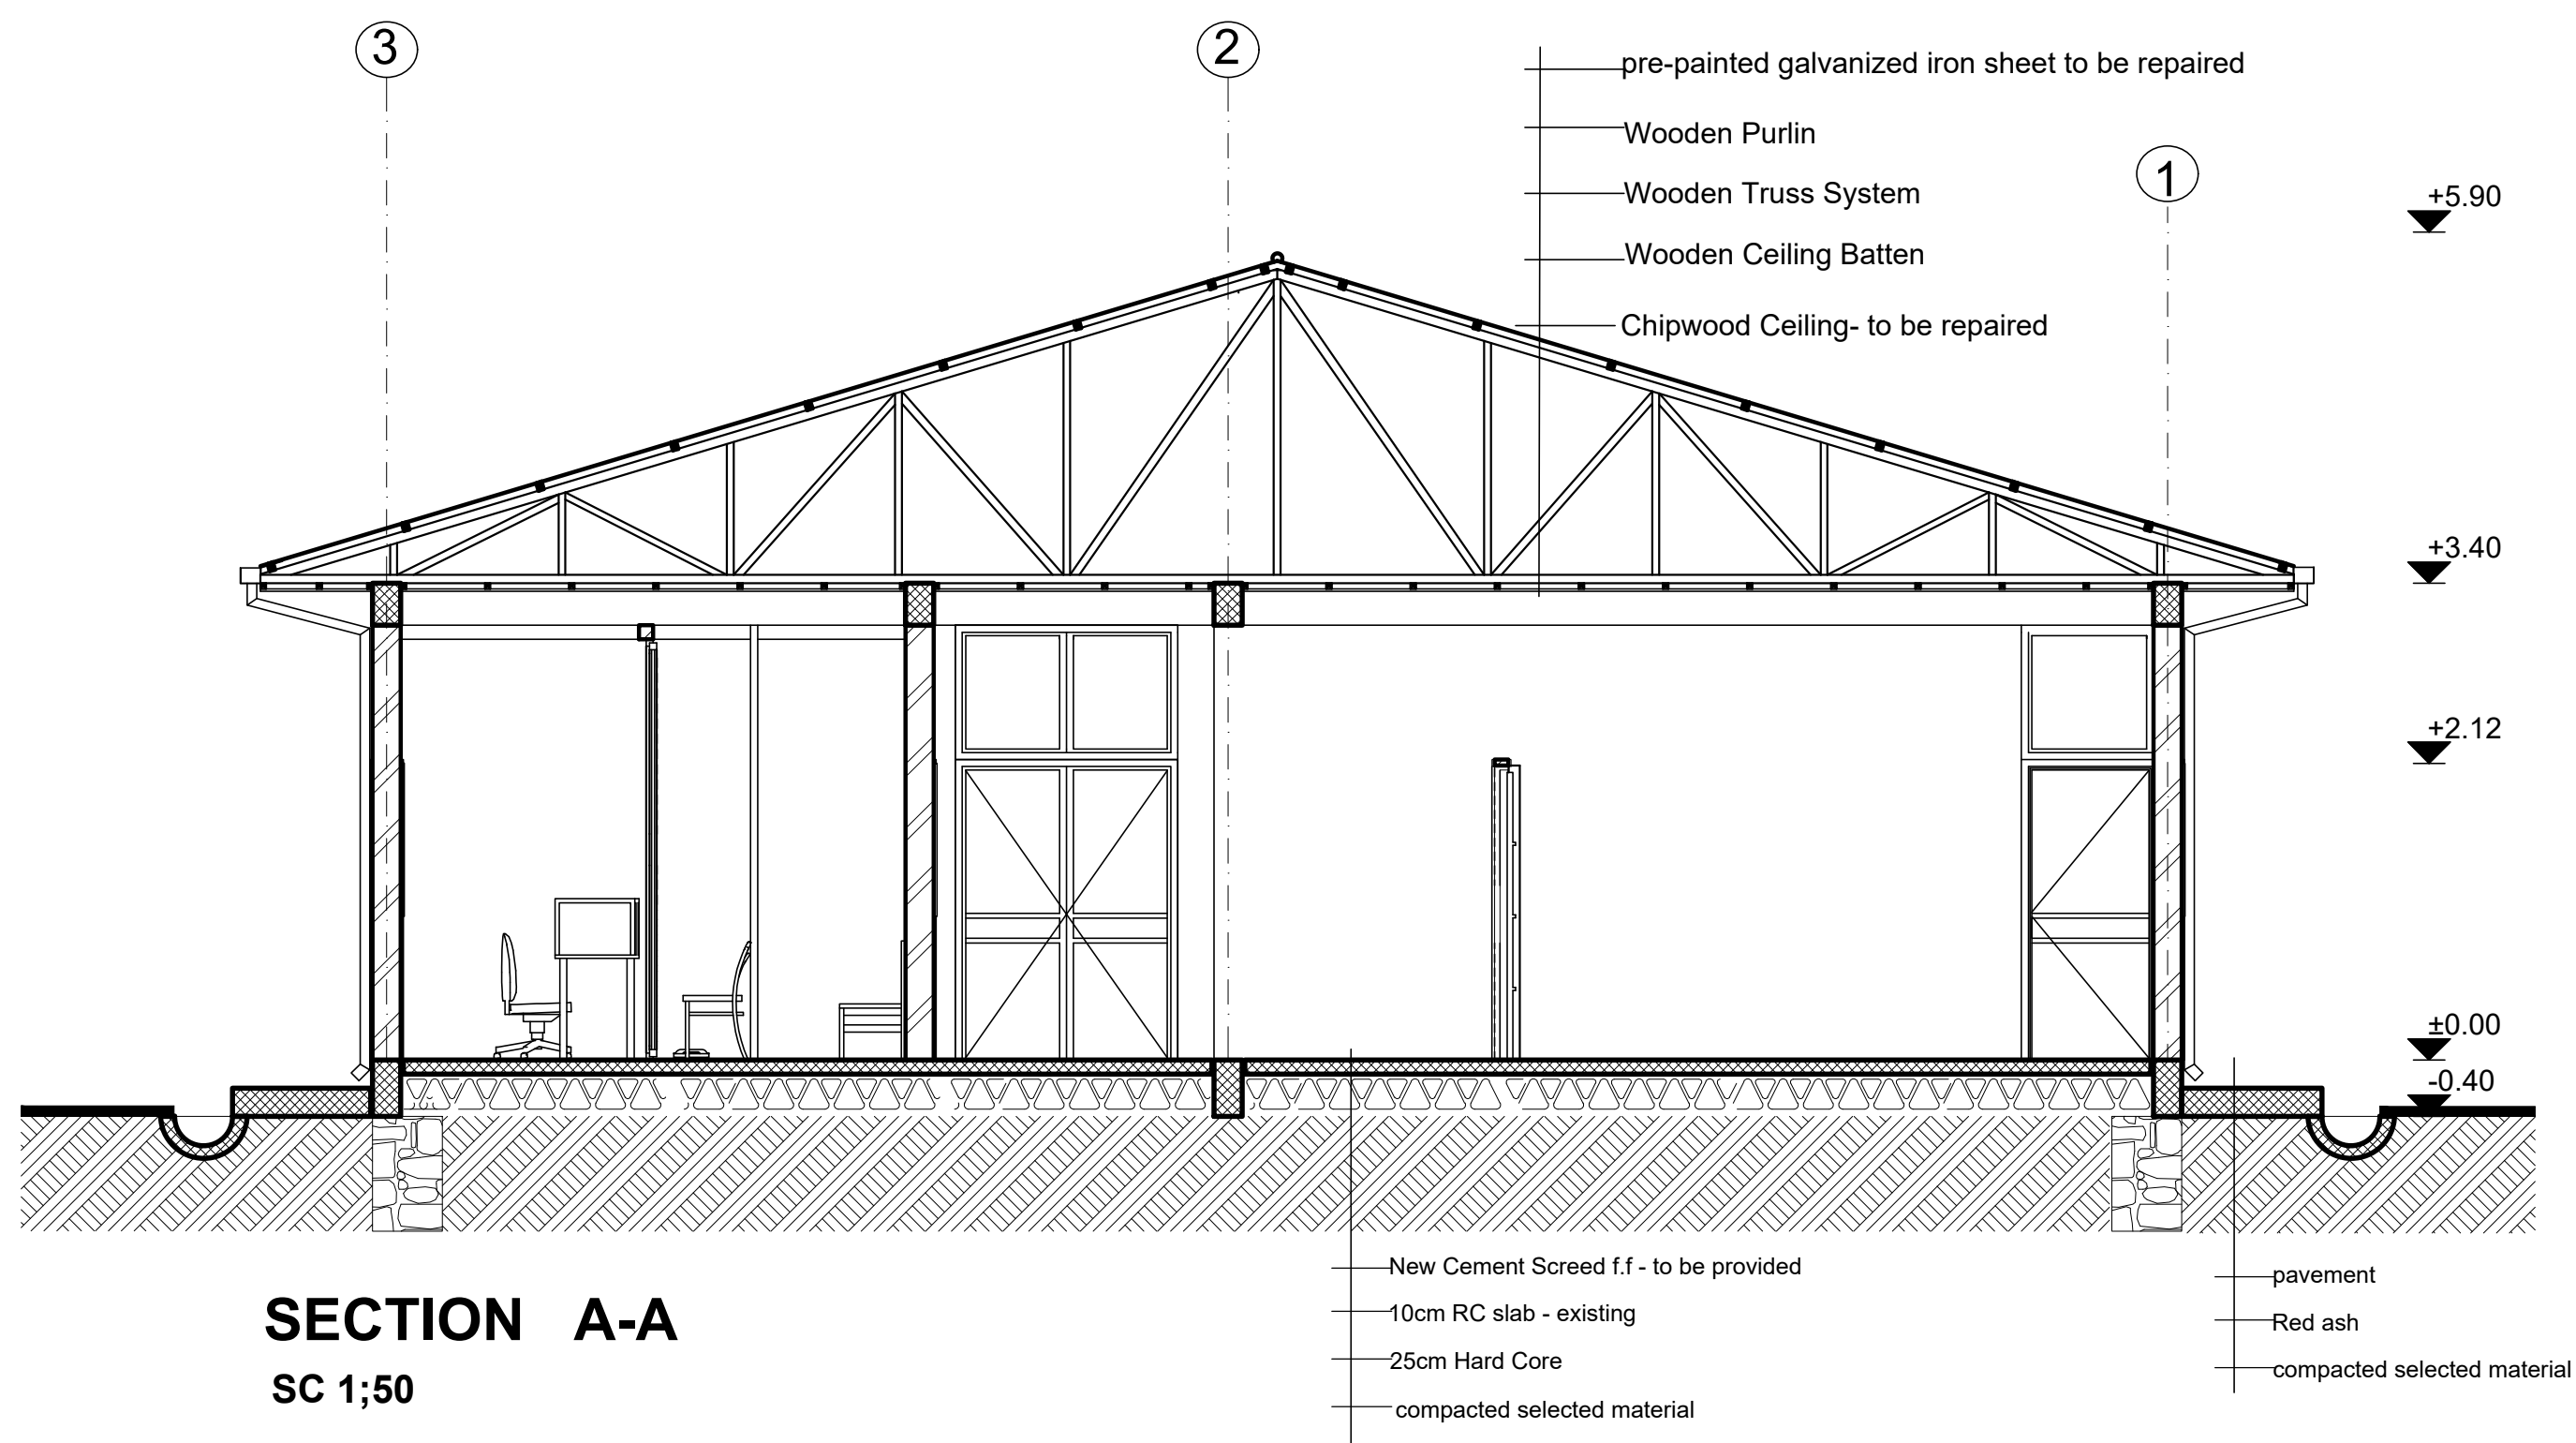 3
2
pre-painted galvanized iron sheet to be repaired
Wooden Purlin
1
Wooden Truss System
+5.90
Wooden Ceiling Batten
Chipwood Ceiling- to be repaired
+3.40
+2.12
±0.00
-0.40
New Cement Screed f.f - to be provided
10cm RC slab - existing
25cm Hard Core
compacted selected material
pavement
Red ash
compacted selected material
SECTION A-A
SC 1;50